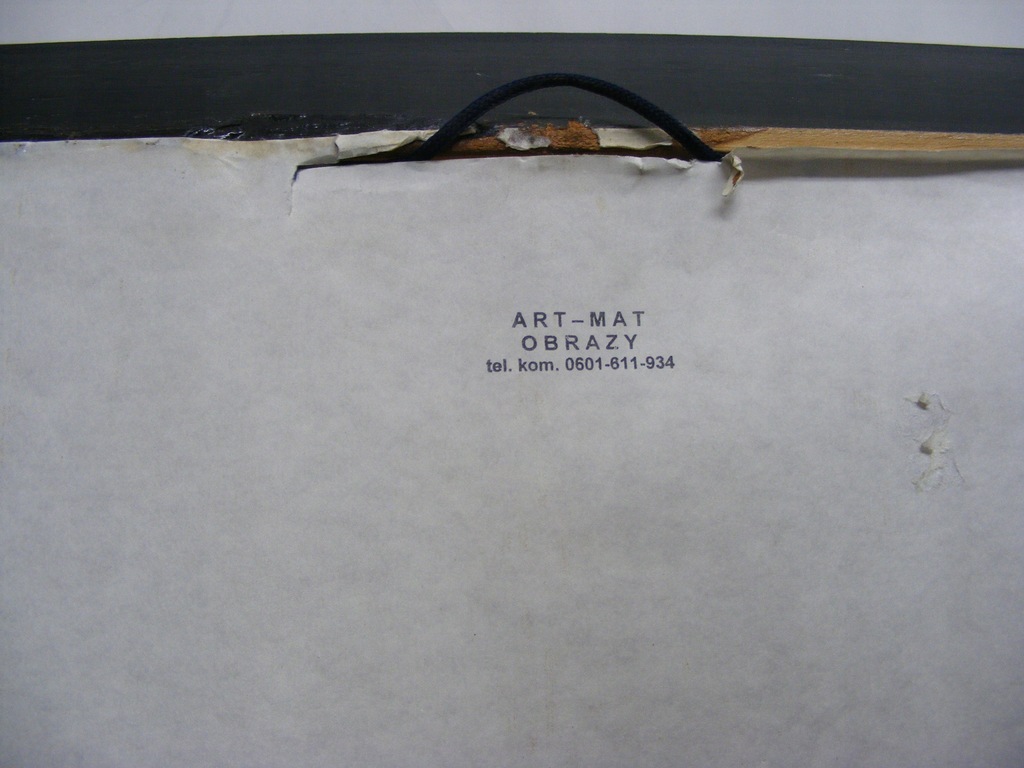 ART–MAT
OBRAZY
tel. kom. 0601-611-934